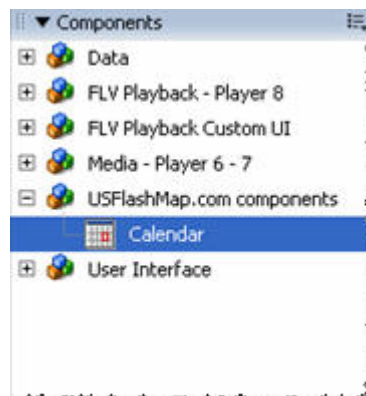 Components
Data
FLV Playback - Player 8
FLV Playback Custom UI
Media - Player 6 - 7
USFlashMap.com components
Calendar
User Interface